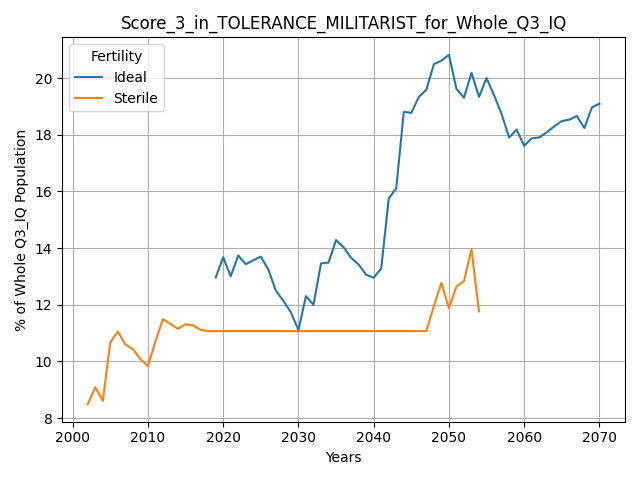 Score_3_in_TOLERANCE_MILITARIST_for_Whole_Q3_IQ
Fertility
Ideal
Sterile
% of Whole Q3_IQ Population
20
18
16
14
12
10
8
2000 2010 2020 2030 2040 2050 2060 2070
Years